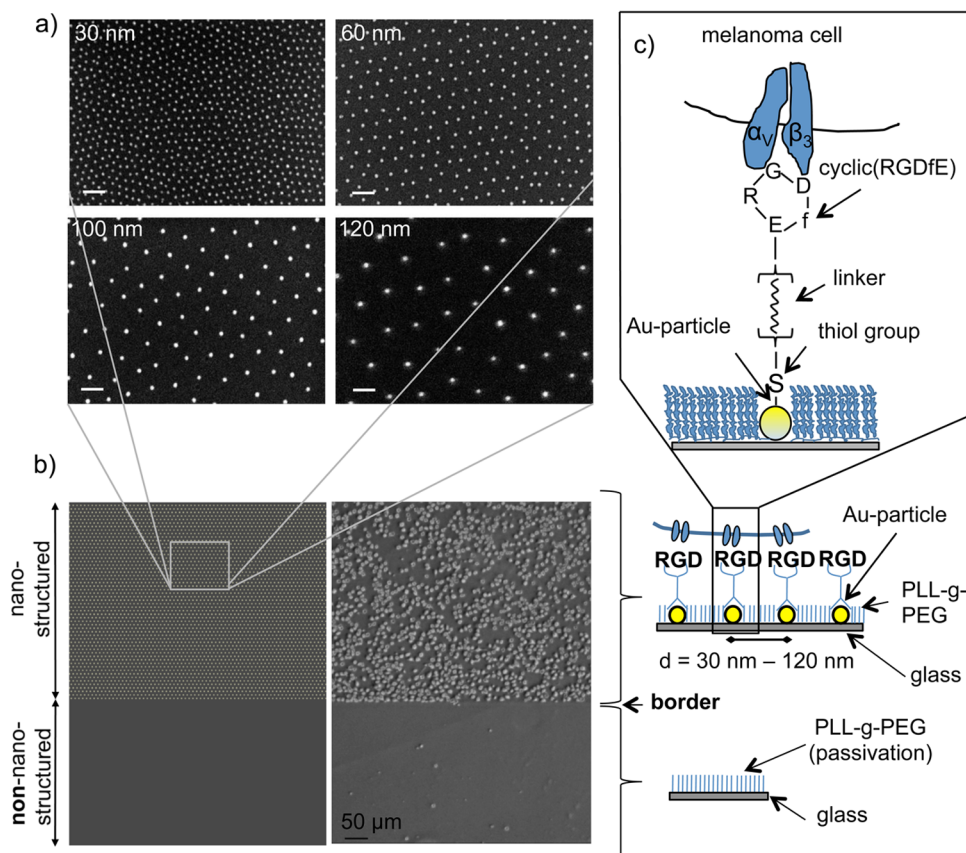 a)
30 nm
60 nm
100 nm
120 nm
b)
nano-
structured
non-nano-
structured
50 µm
c)
melanoma cell
αV
β3
G
D
R
E
f
cyclic(RGDfE)
linker
Au-particle
thiol group
S
Au-particle
RGD RGD RGD RGD
PLL-g-
PEG
d = 30 nm – 120 nm
glass
border
PLL-g-PEG
(passivation)
glass